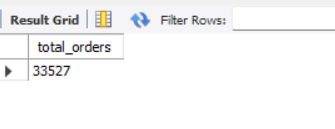 Result Grid Filter Rows:
total_orders
33527